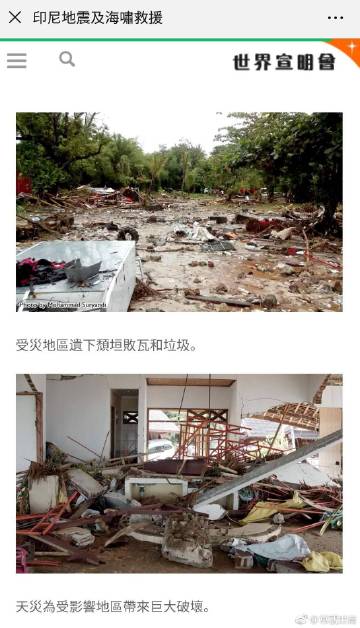 印尼地震及海嘯救援
世界宣明會
Photo by Mohammad Suryandi
受災地區遺下頹垣敗瓦和垃圾。
天災為受影響地區帶來巨大破壞。